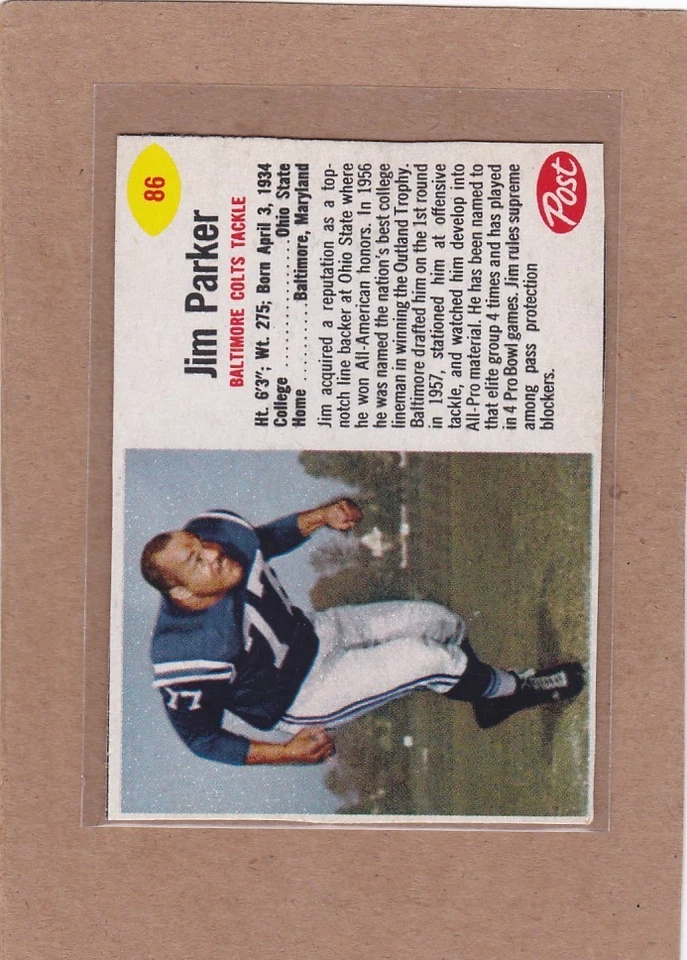 86
Jim Parker
BALTIMORE COLTS TACKLE
Ht. 6'3"; Wt. 275; Born April 3, 1934
College ..............Ohio State
Home .........Baltimore, Maryland
Jim acquired a reputation as a top-
notch line backer at Ohio State where
he won All-American honors. In 1956
he was named the nation's best college
lineman in winning the Outland Trophy.
Baltimore drafted him on the 1st round
in 1957, stationed him at offensive
tackle, and watched him develop into
All-Pro material. He has been named to
that elite group 4 times and has played
in 4 Pro Bowl games. Jim rules supreme
among pass protection
blockers.
Post
77
77